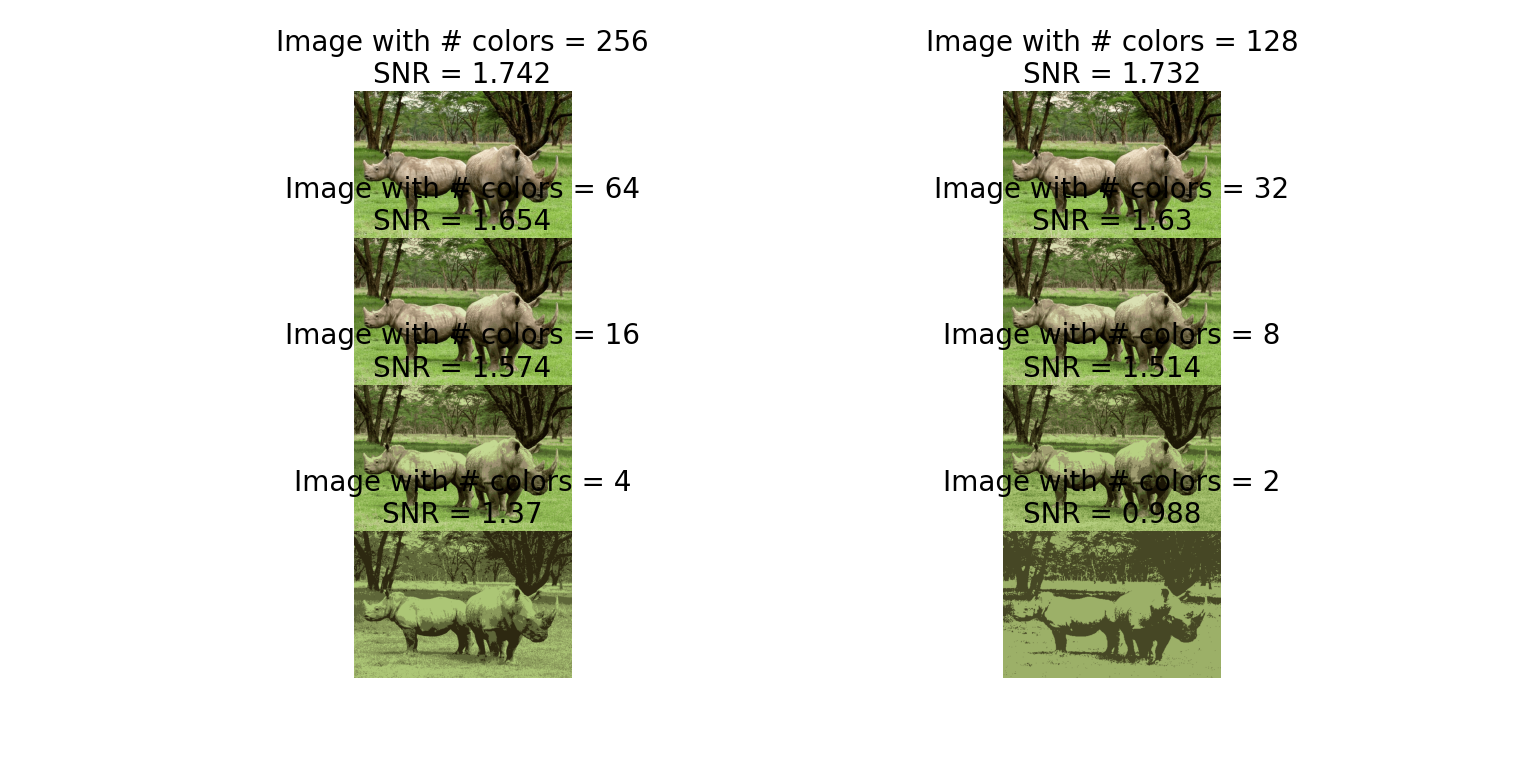 Image with # colors = 256
SNR = 1.742
Image with # colors = 128
SNR = 1.732
Image with # colors = 64
SNR = 1.654
Image with # colors = 32
SNR = 1.63
Image with # colors = 16
SNR = 1.574
Image with # colors = 8
SNR = 1.514
Image with # colors = 4
SNR = 1.37
Image with # colors = 2
SNR = 0.988